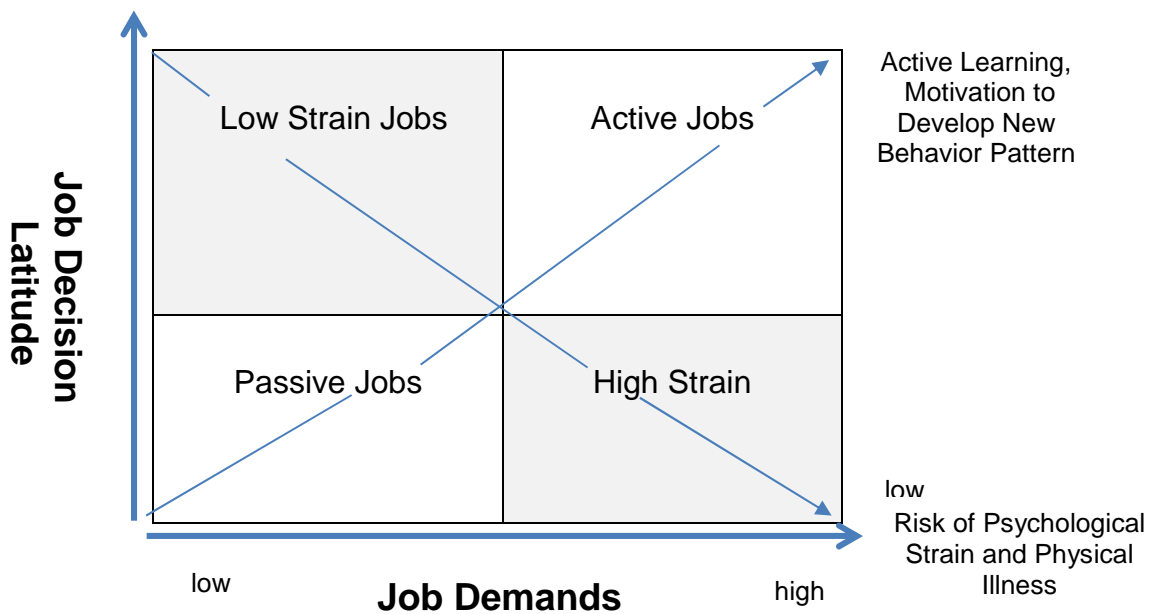 Job Decision
Latitude
Low Strain Jobs
Active Jobs
Active Learning,
Motivation to
Develop New
Behavior Pattern
Passive Jobs
High Strain
low
Risk of Psychological
Strain and Physical
Illness
low
Job Demands
high